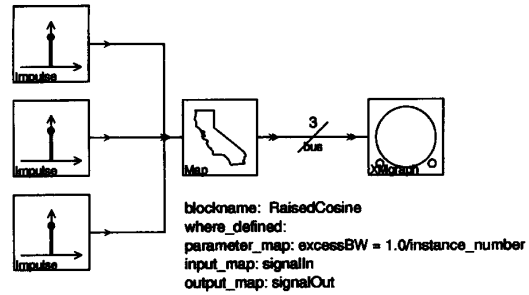 Impulse
3
bus
Impulse
Map
XMgraph
Impulse
blockname: RaisedCosine
where_defined:
parameter_map: excessBW = 1.0/instance_number
input_map: signalIn
output_map: signalOut